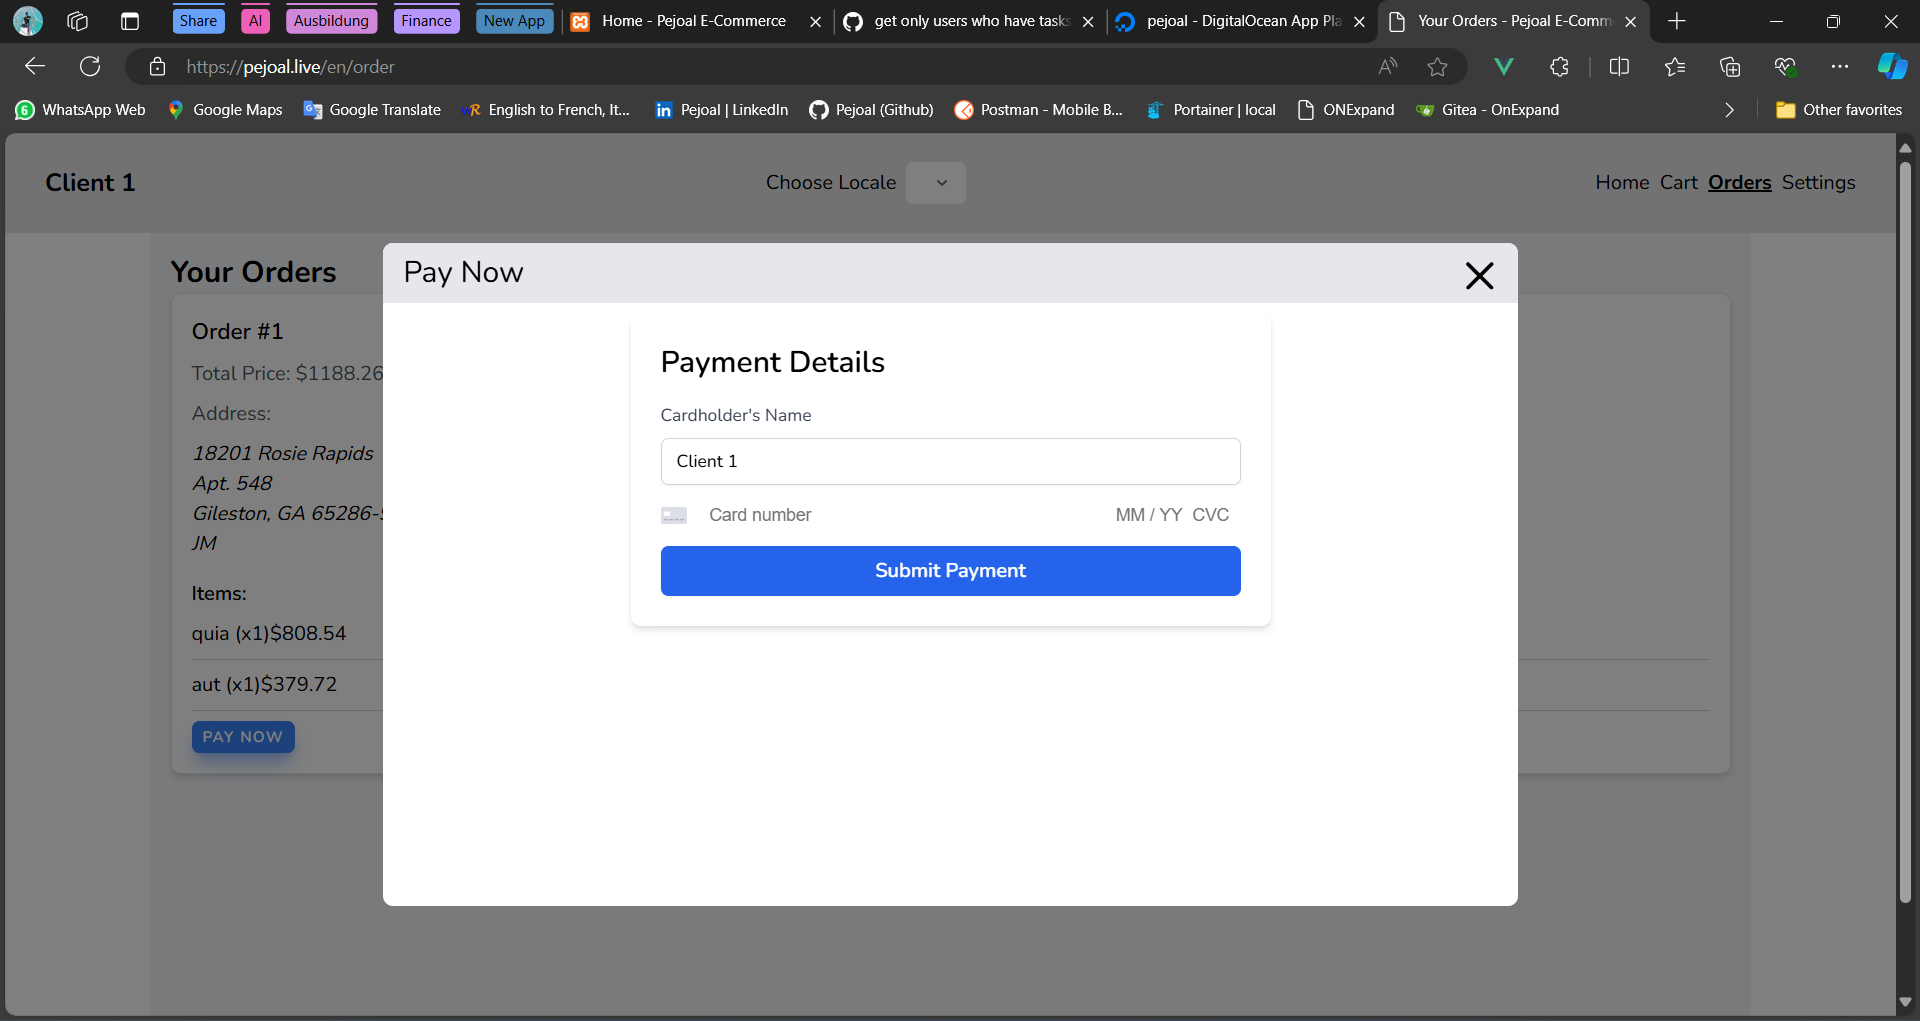 Share
AI
Ausbildung
Finance
New App
Home - Pejoal E-Commerce
get only users who have tasks
pejoal - DigitalOcean App Pla
Your Orders - Pejoal E-Comm
https://pejoal.live/en/order
WhatsApp Web
Google Maps
Google Translate
English to French, It...
Pejoal | LinkedIn
Pejoal (Github)
Postman - Mobile B...
Portainer | local
ONExpand
Gitea - OnExpand
Other favorites
Client 1
Choose Locale
Home Cart Orders Settings
Your Orders
Order #1
Total Price: $1188.26
Address:
18201 Rosie Rapids
Apt. 548
Gileston, GA 65286-
JM
Items:
quia (x1)$808.54
aut (x1)$379.72
PAY NOW
Pay Now
Payment Details
Cardholder's Name
Client 1
Card number MM / YY CVC
Submit Payment